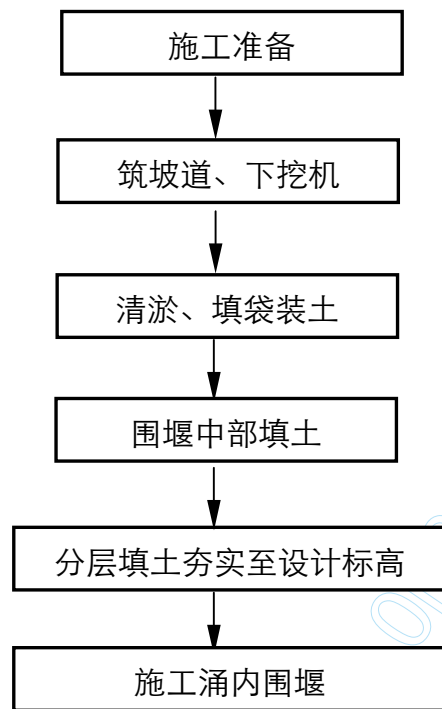 施工准备
筑坡道、下挖机
清淤、填袋装土
围堰中部填土
分层填土夯实至设计标高
施工涌内围堰